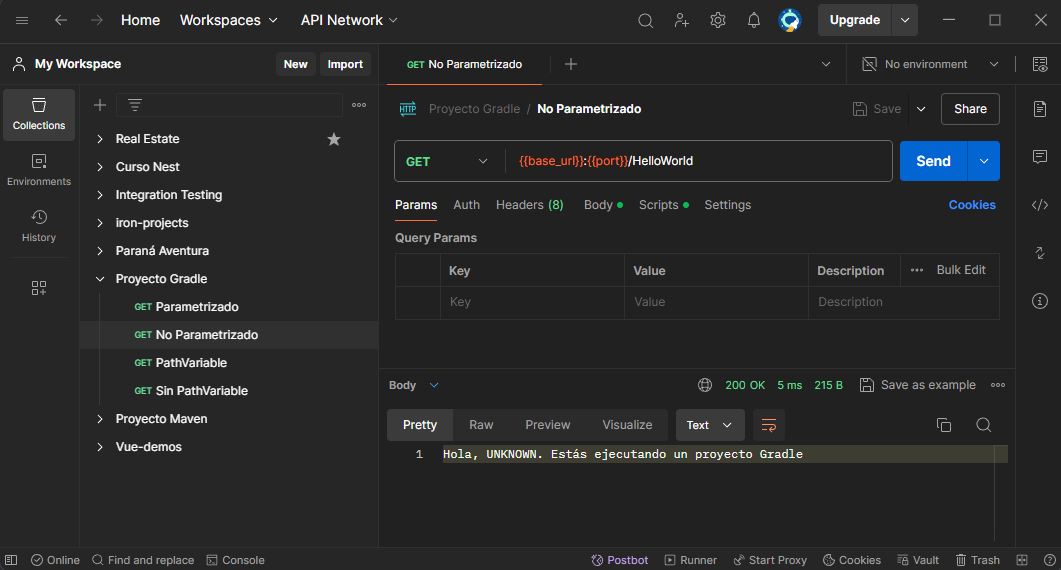 Home Workspaces API Network Upgrade
My Workspace New Import GET No Parametrizado No environment
Collections
Environments
History
Real Estate
Curso Nest
Integration Testing
iron-projects
Paraná Aventura
Proyecto Gradle
GET Parametrizado
GET No Parametrizado
GET PathVariable
GET Sin PathVariable
Proyecto Maven
Vue-demos
HTTP Proyecto Gradle / No Parametrizado Save Share
GET {{base_url}}:{{port}}/HelloWorld Send
Params Auth Headers (8) Body Scripts Settings Cookies
Query Params
Key Value Description Bulk Edit
Key Value Description
Body 200 OK 5 ms 215 B Save as example
Pretty Raw Preview Visualize Text
1 Hola, UNKNOWN. Estás ejecutando un proyecto Gradle
Online Find and replace Console Postbot Runner Start Proxy Cookies Vault Trash